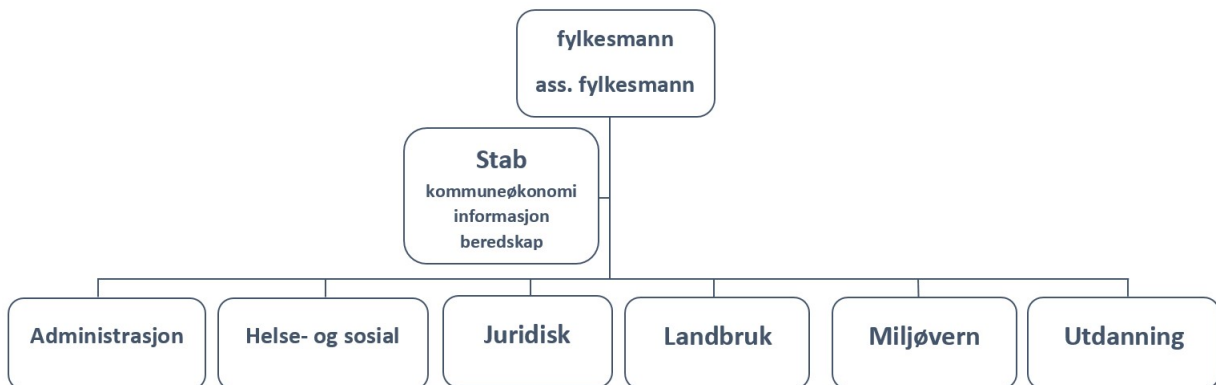 fylkesmann
ass. fylkesmann
Stab
kommuneøkonomi
informasjon
beredskap
Administrasjon
Helse- og sosial
Juridisk
Landbruk
Miljøvern
Utdanning